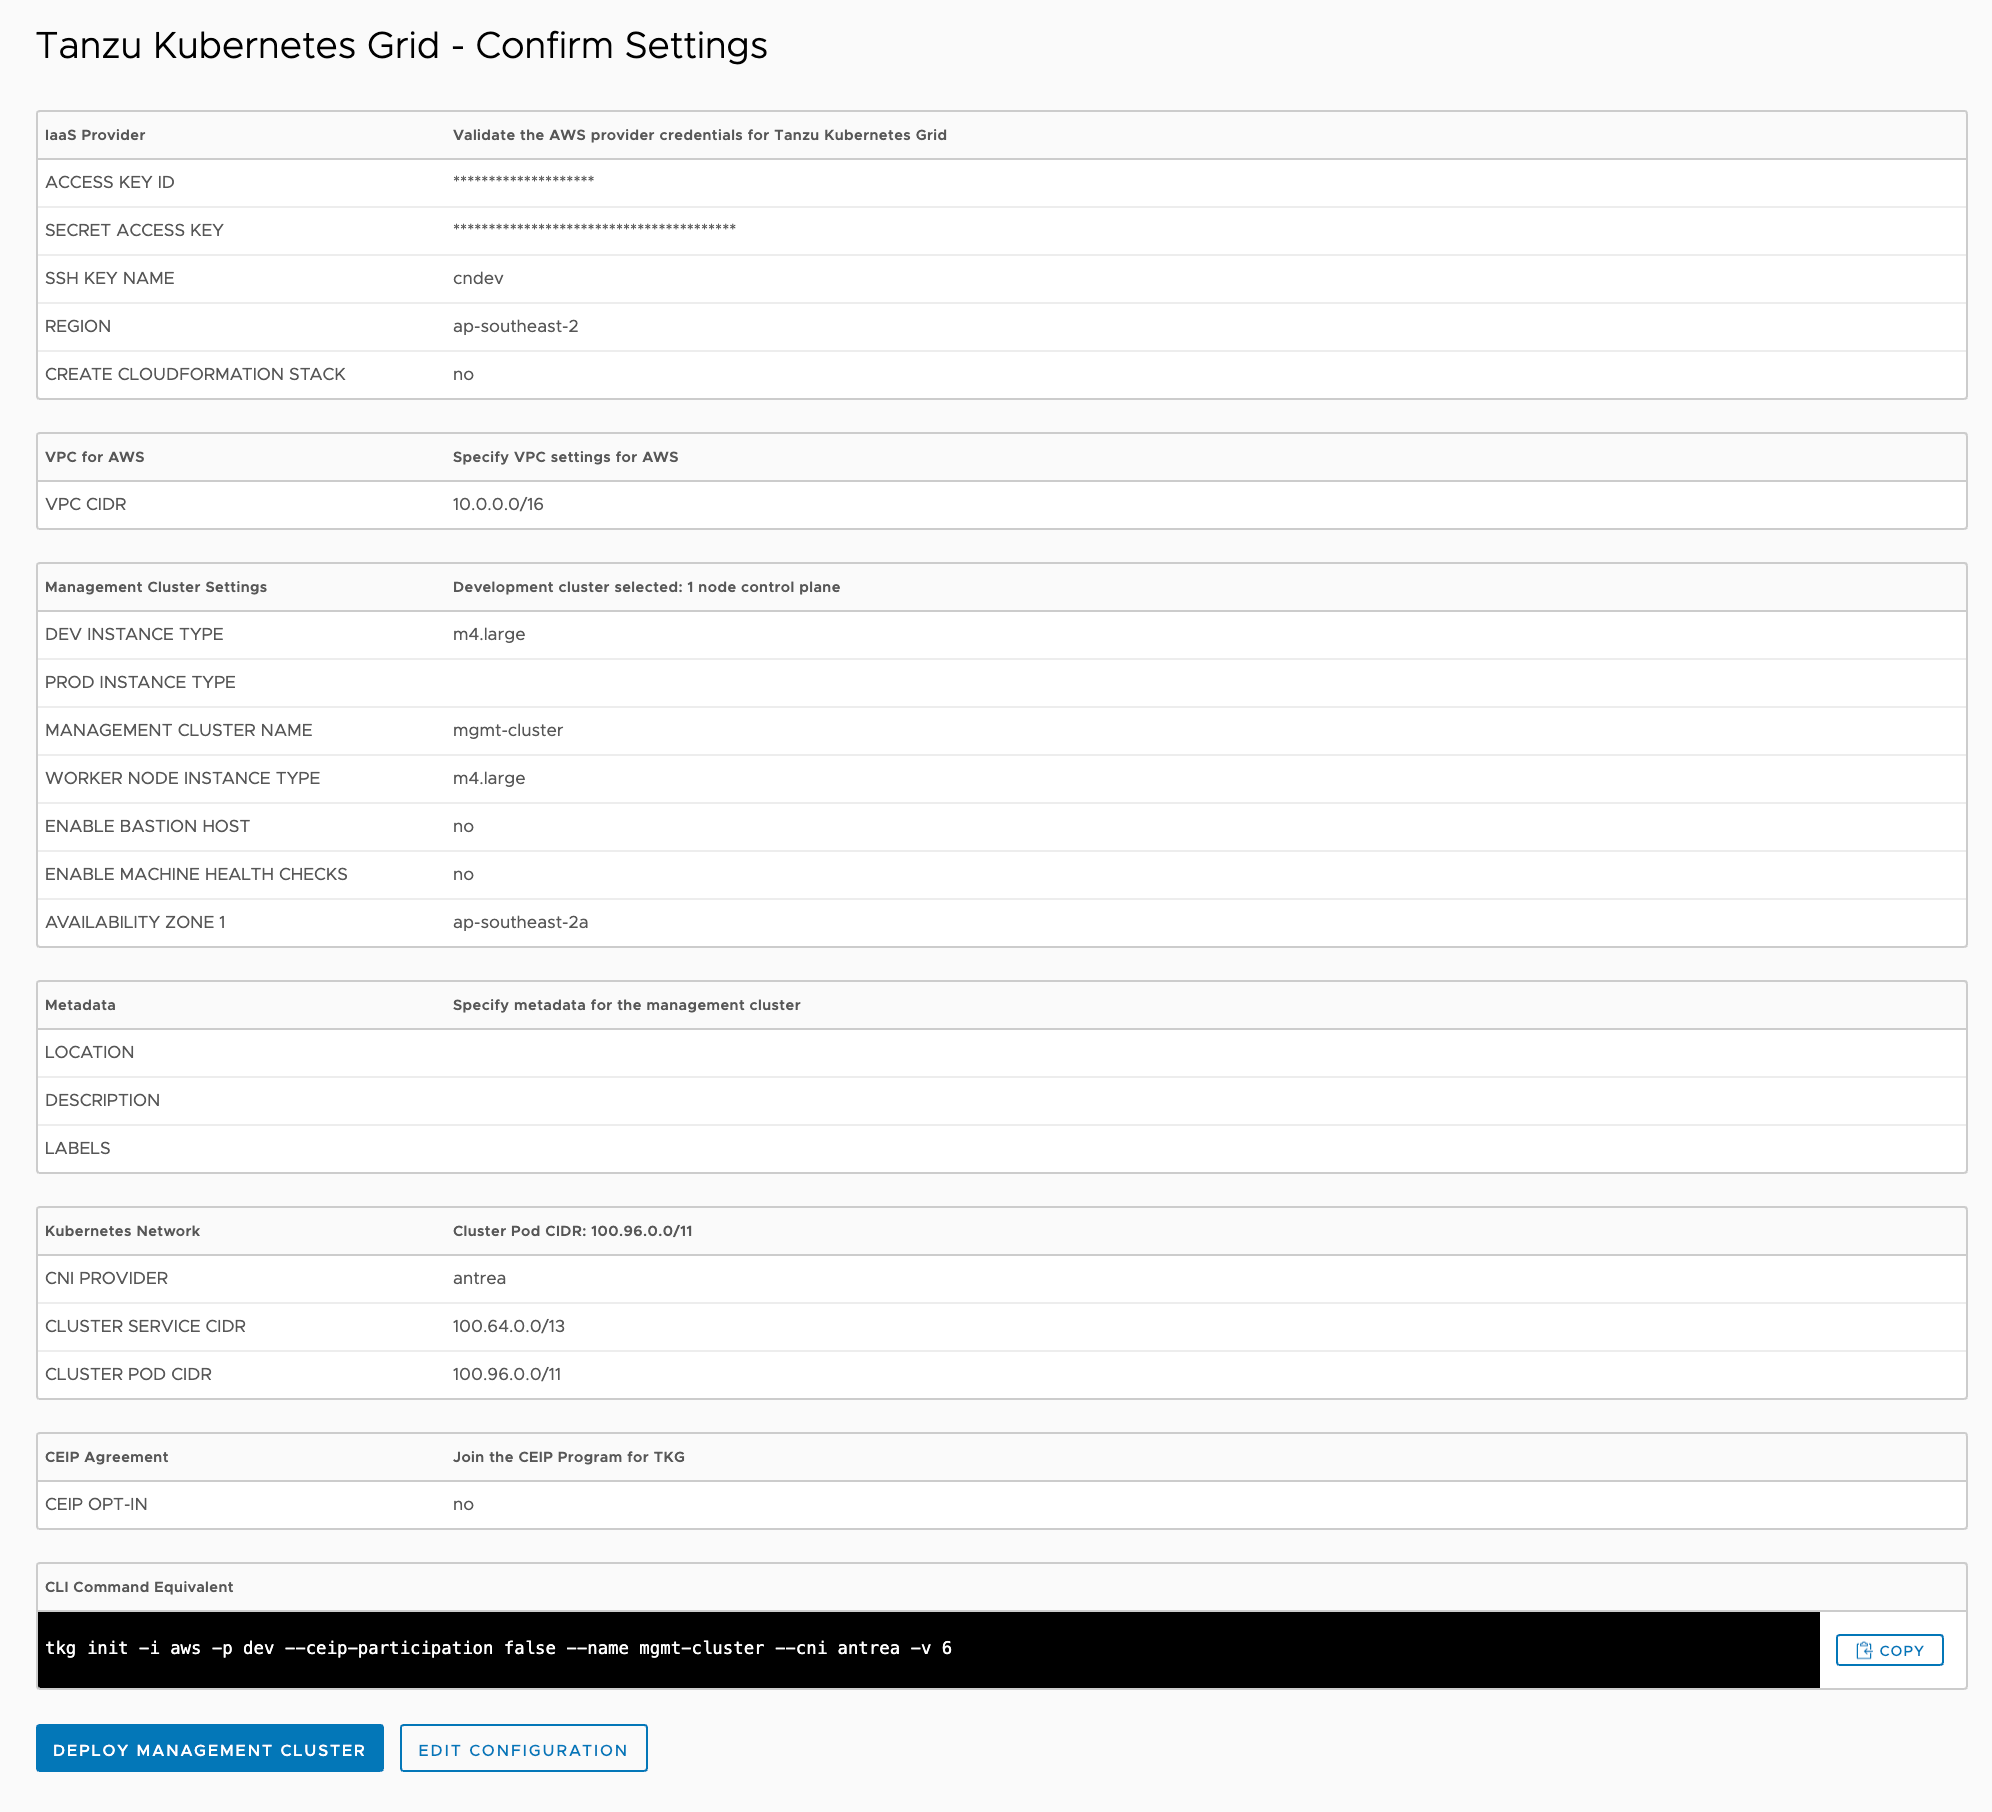 Tanzu Kubernetes Grid - Confirm Settings
IaaS Provider Validate the AWS provider credentials for Tanzu Kubernetes Grid
ACCESS KEY ID ********************
SECRET ACCESS KEY ****************************************
SSH KEY NAME cndev
REGION ap-southeast-2
CREATE CLOUDFORMATION STACK no
VPC for AWS Specify VPC settings for AWS
VPC CIDR 10.0.0.0/16
Management Cluster Settings Development cluster selected: 1 node control plane
DEV INSTANCE TYPE m4.large
PROD INSTANCE TYPE
MANAGEMENT CLUSTER NAME mgmt-cluster
WORKER NODE INSTANCE TYPE m4.large
ENABLE BASTION HOST no
ENABLE MACHINE HEALTH CHECKS no
AVAILABILITY ZONE 1 ap-southeast-2a
Metadata Specify metadata for the management cluster
LOCATION
DESCRIPTION
LABELS
Kubernetes Network Cluster Pod CIDR: 100.96.0.0/11
CNI PROVIDER antrea
CLUSTER SERVICE CIDR 100.64.0.0/13
CLUSTER POD CIDR 100.96.0.0/11
CEIP Agreement Join the CEIP Program for TKG
CEIP OPT-IN no
CLI Command Equivalent
tkg init -i aws -p dev --ceip-participation false --name mgmt-cluster --cni antrea -v 6
COPY
DEPLOY MANAGEMENT CLUSTER EDIT CONFIGURATION